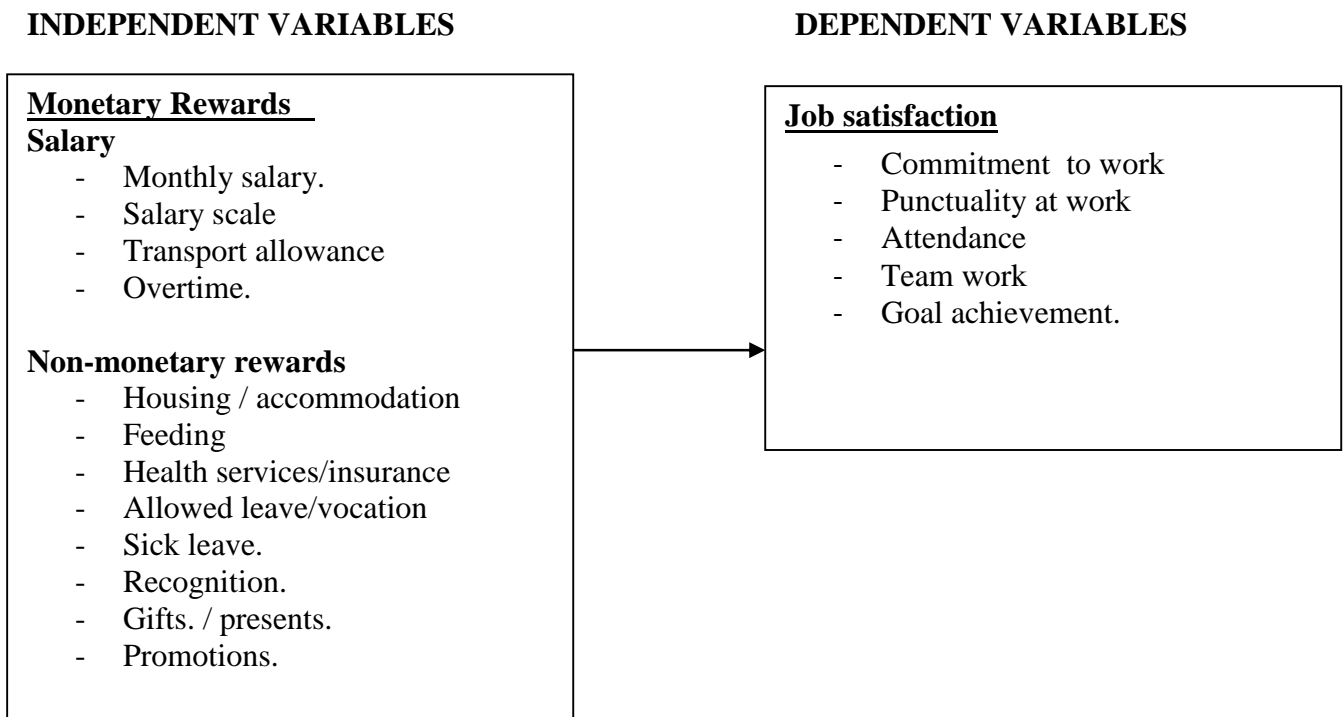 INDEPENDENT VARIABLES
DEPENDENT VARIABLES
Monetary Rewards
Salary
- Monthly salary.
- Salary scale
- Transport allowance
- Overtime.
Non-monetary rewards
- Housing / accommodation
- Feeding
- Health services/insurance
- Allowed leave/vocation
- Sick leave.
- Recognition.
- Gifts. / presents.
- Promotions.
Job satisfaction
- Commitment to work
- Punctuality at work
- Attendance
- Team work
- Goal achievement.